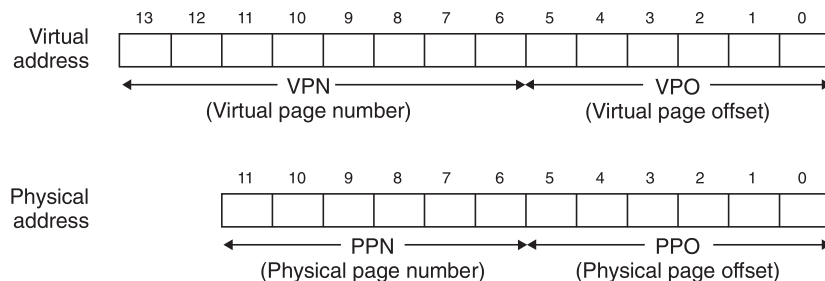 13 12 11 10 9 8 7 6 5 4 3 2 1 0
Virtual
address
VPN VPO
(Virtual page number) (Virtual page offset)
11 10 9 8 7 6 5 4 3 2 1 0
Physical
address
PPN PPO
(Physical page number) (Physical page offset)